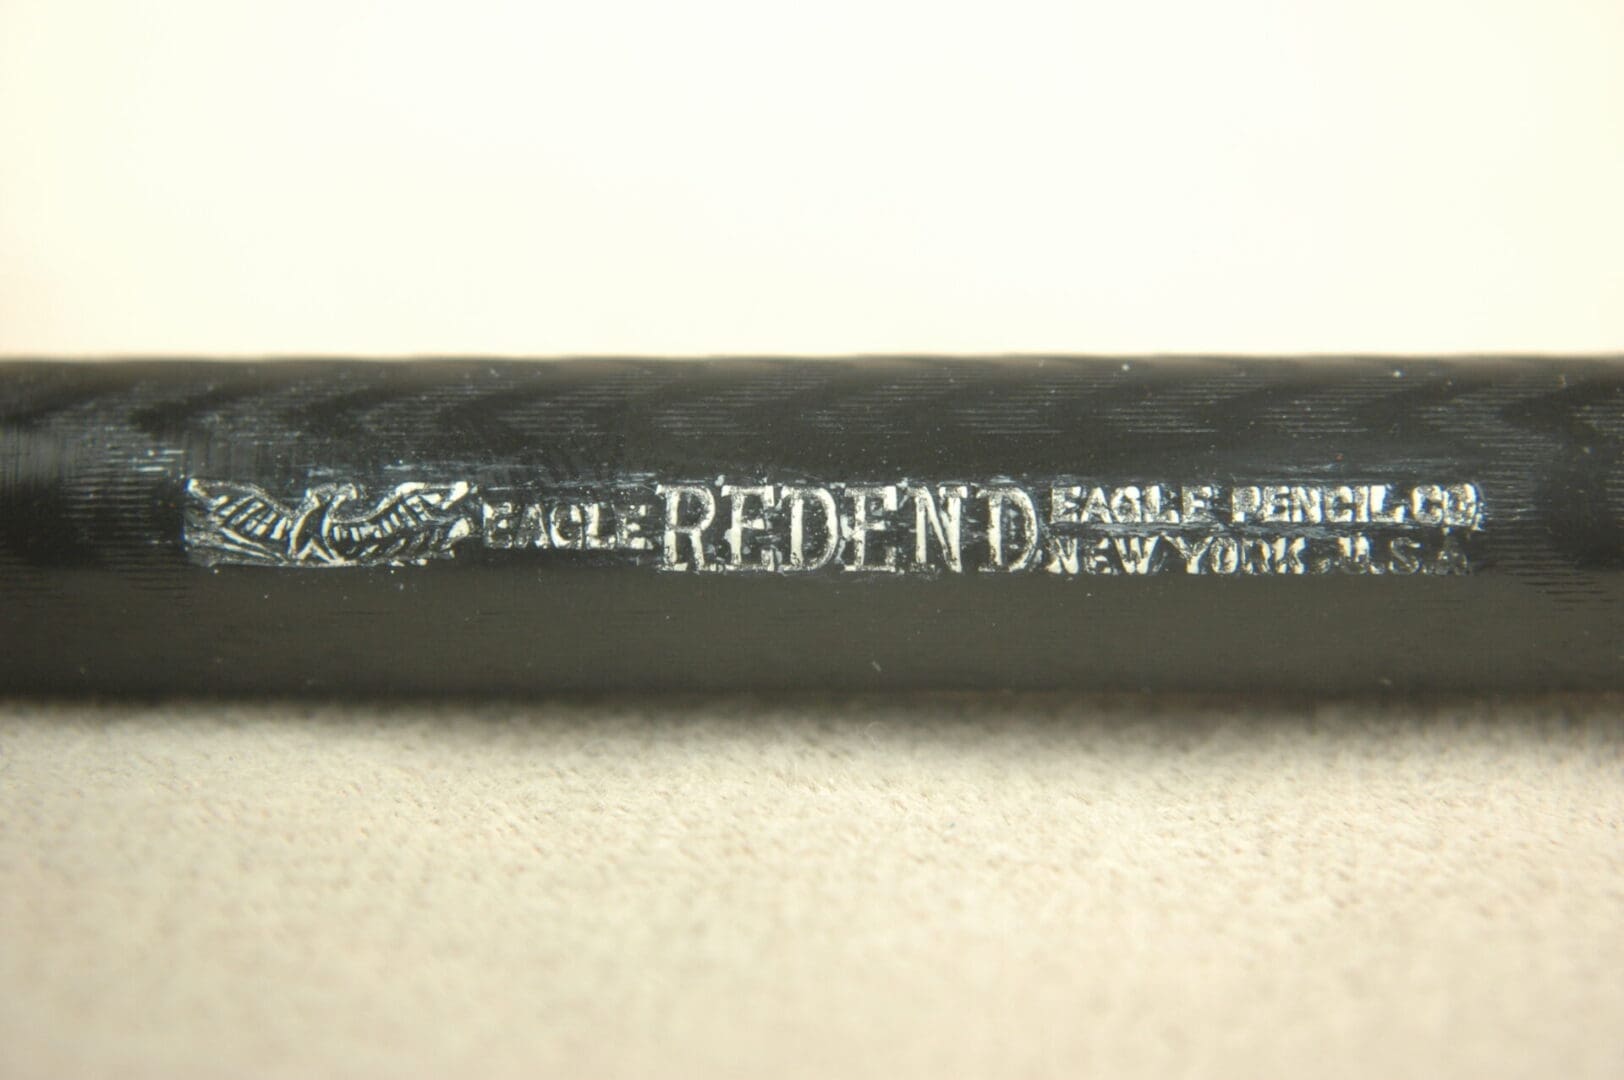 EAGLE REDEND EAGLE PENCIL CO.
NEW YORK U.S.A.